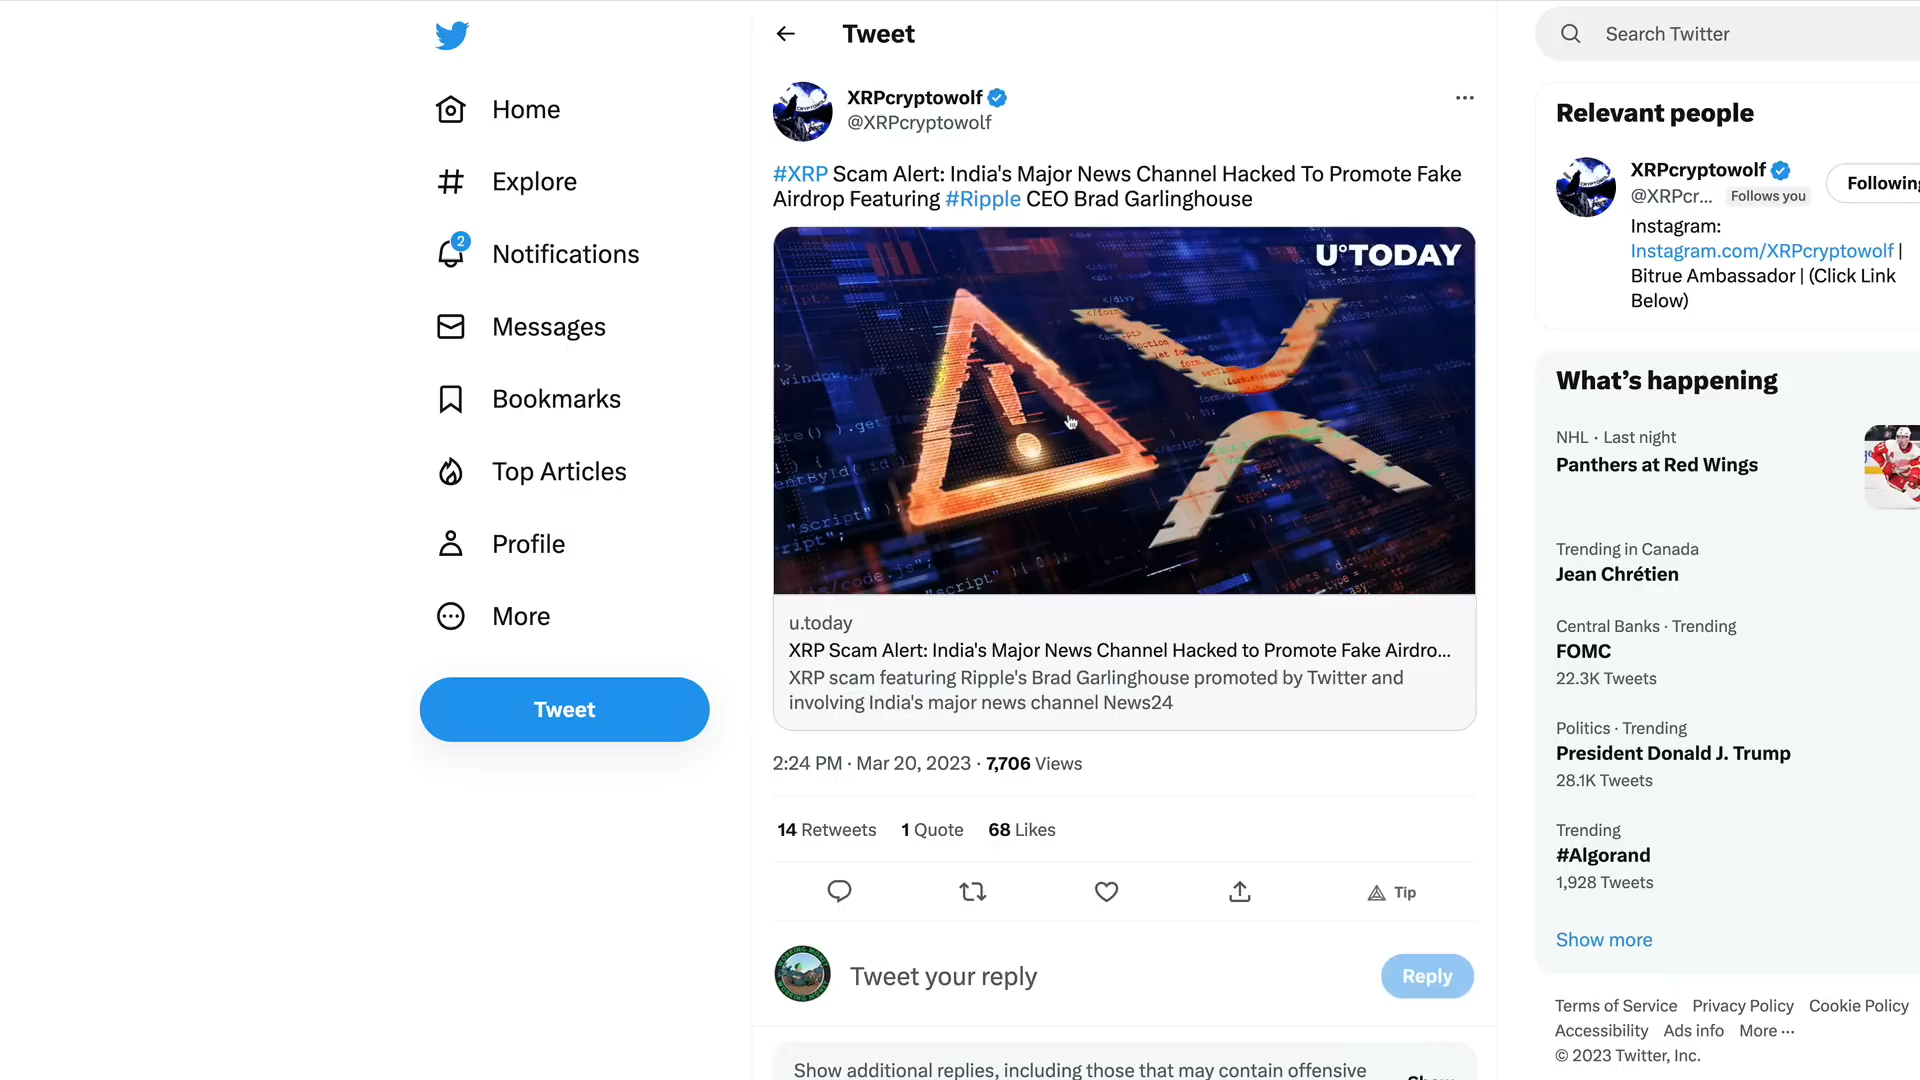 Home
Explore
2
Notifications
Messages
Bookmarks
Top Articles
Profile
More
Tweet
Tweet
XRPcryptowolf
@XRPcryptowolf
#XRP Scam Alert: India's Major News Channel Hacked To Promote Fake
Airdrop Featuring #Ripple CEO Brad Garlinghouse
U°TODAY
u.today
XRP Scam Alert: India's Major News Channel Hacked to Promote Fake Airdro...
XRP scam featuring Ripple's Brad Garlinghouse promoted by Twitter and
involving India's major news channel News24
2:24 PM · Mar 20, 2023 · 7,706 Views
14 Retweets 1 Quote 68 Likes
Tip
Tweet your reply
Reply
Show additional replies, including those that may contain offensive
Search Twitter
Relevant people
XRPcryptowolf
@XRPcr... Follows you
Following
Instagram:
Instagram.com/XRPcryptowolf |
Bitrue Ambassador | (Click Link
Below)
What's happening
NHL · Last night
Panthers at Red Wings
Trending in Canada
Jean Chrétien
Central Banks · Trending
FOMC
22.3K Tweets
Politics · Trending
President Donald J. Trump
28.1K Tweets
Trending
#Algorand
1,928 Tweets
Show more
Terms of Service Privacy Policy Cookie Policy
Accessibility Ads info More ...
© 2023 Twitter, Inc.